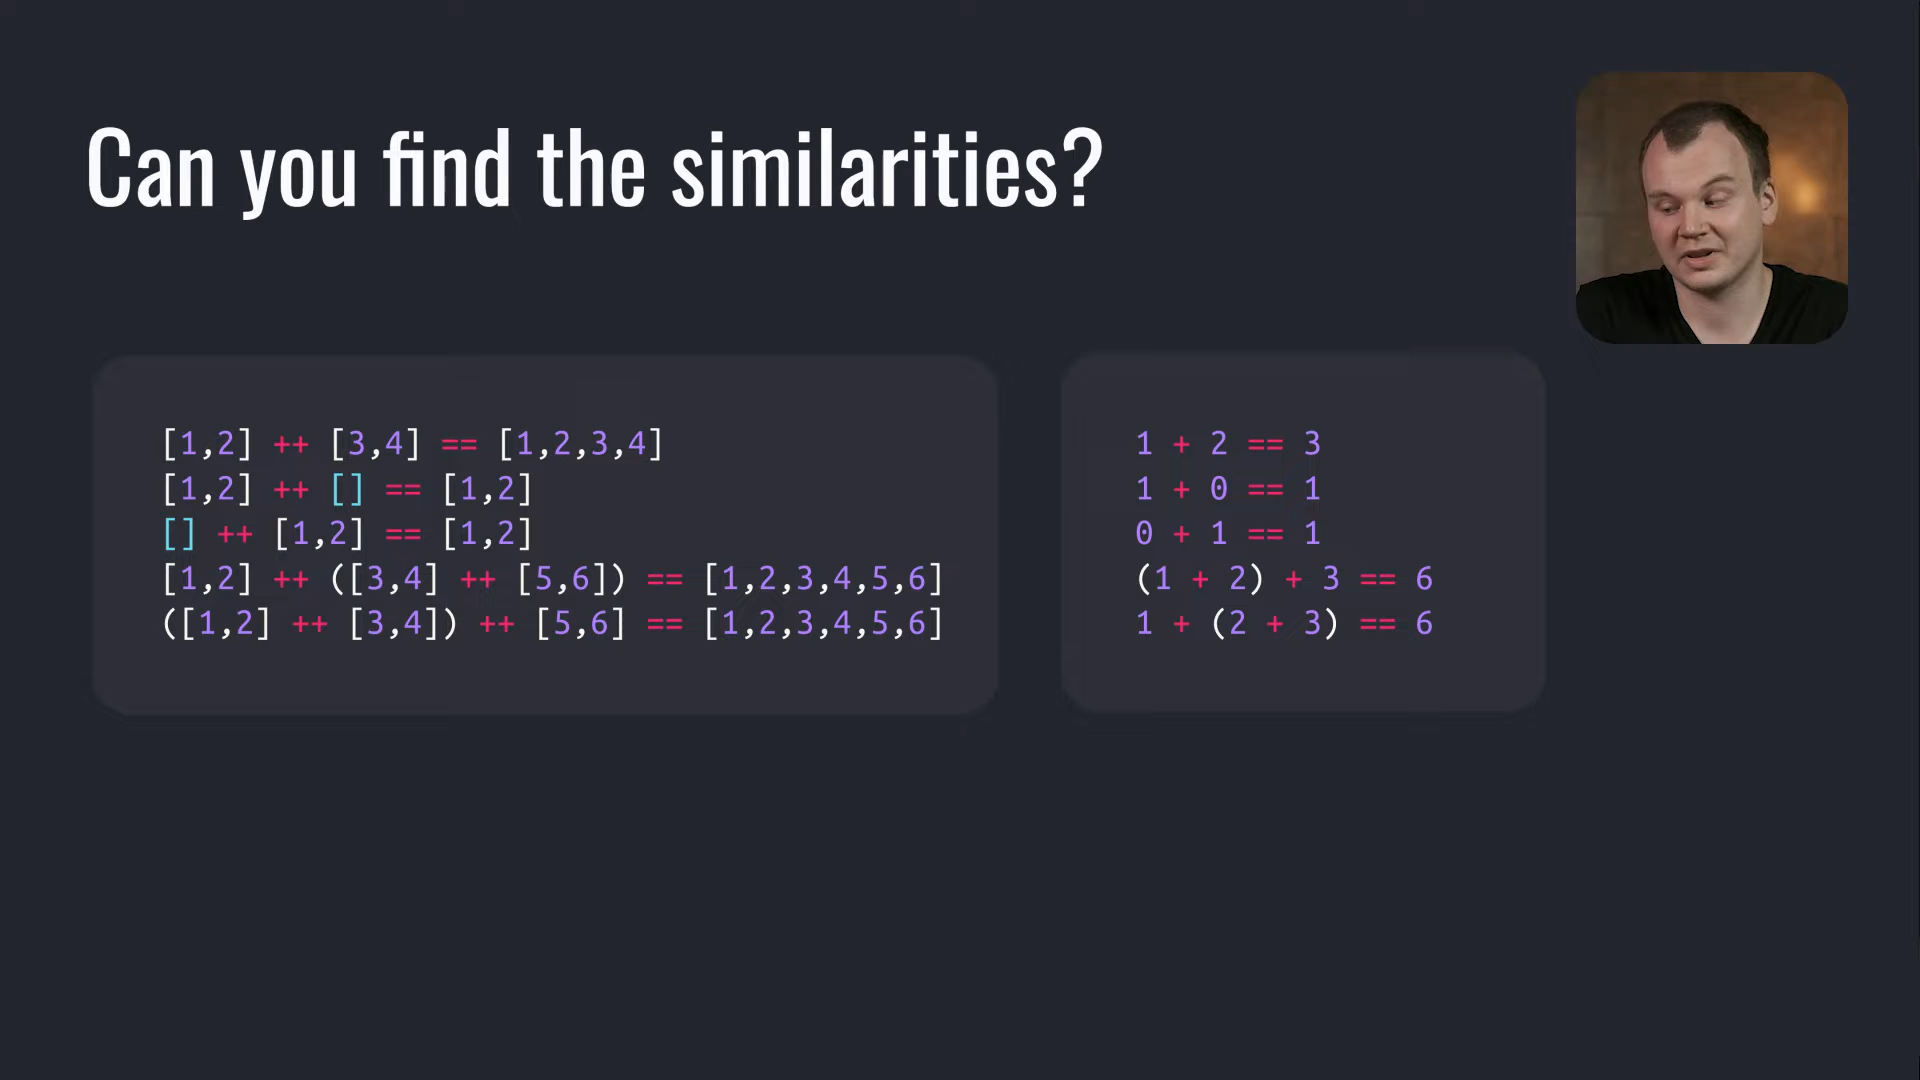 Can you find the similarities?
[1,2] ++ [3,4] == [1,2,3,4]
[1,2] ++ [] == [1,2]
[] ++ [1,2] == [1,2]
[1,2] ++ ([3,4] ++ [5,6]) == [1,2,3,4,5,6]
([1,2] ++ [3,4]) ++ [5,6] == [1,2,3,4,5,6]
1 + 2 == 3
1 + 0 == 1
0 + 1 == 1
(1 + 2) + 3 == 6
1 + (2 + 3) == 6